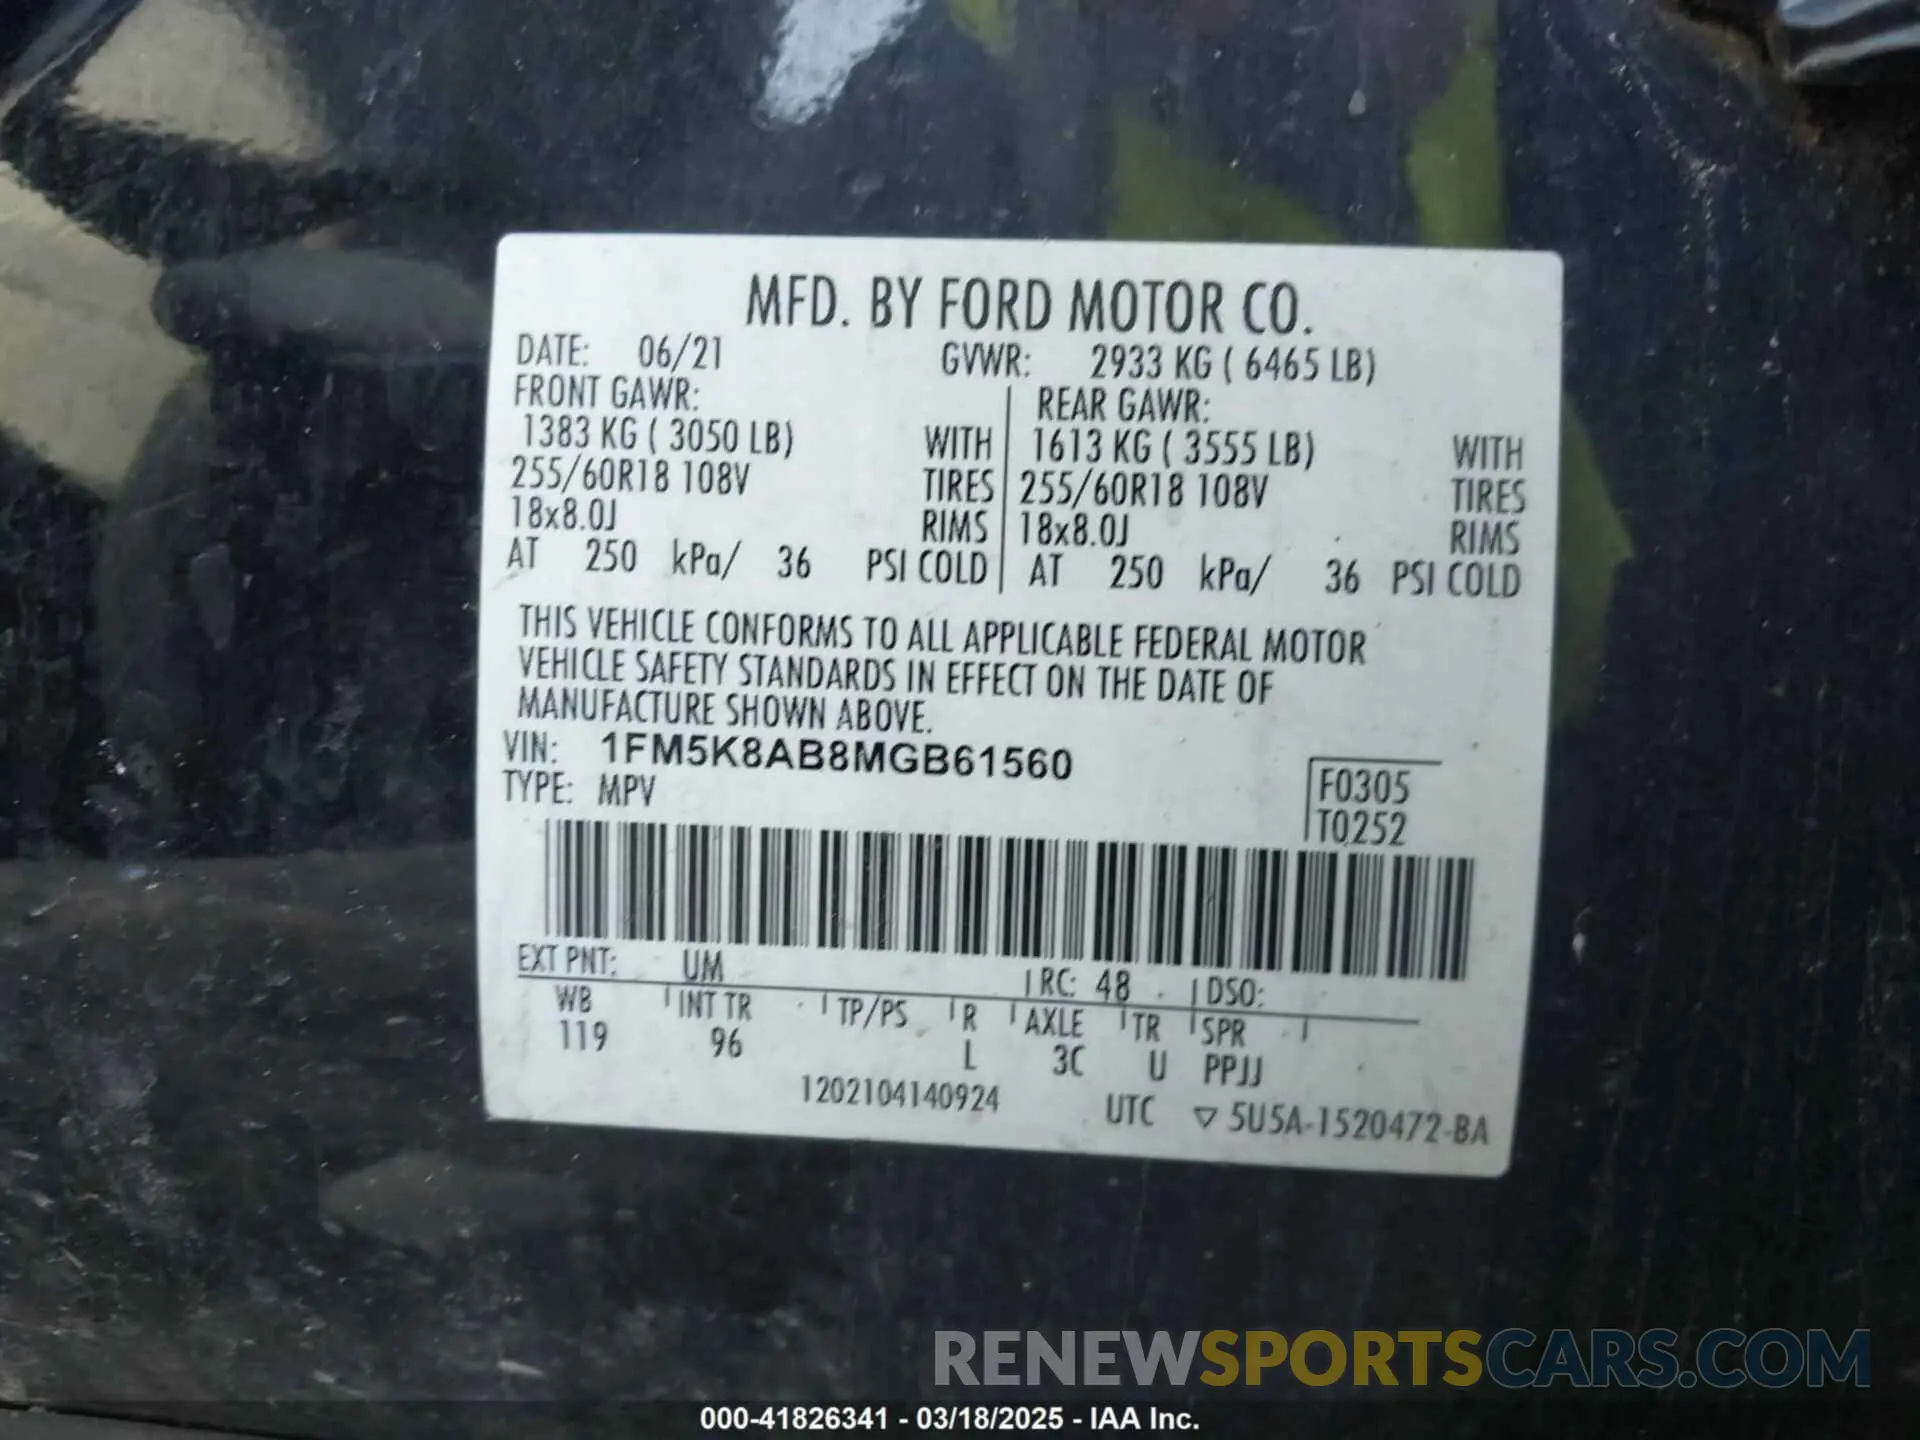 MFD. BY FORD MOTOR CO.
DATE: 06/21 GVWR: 2933 KG ( 6465 LB)
FRONT GAWR: REAR GAWR:
1383 KG ( 3050 LB) WITH 1613 KG ( 3555 LB) WITH
255/60R18 108V TIRES 255/60R18 108V TIRES
18x8.0J RIMS 18x8.0J RIMS
AT 250 kPa/ 36 PSI COLD AT 250 kPa/ 36 PSI COLD
THIS VEHICLE CONFORMS TO ALL APPLICABLE FEDERAL MOTOR
VEHICLE SAFETY STANDARDS IN EFFECT ON THE DATE OF
MANUFACTURE SHOWN ABOVE.
VIN: 1FM5K8AB8MGB61560
TYPE: MPV
F0305
T0252
EXT PNT: UM RC: 48 DSO:
WB INT TR TP/PS R AXLE TR SPR
119 96 L 3C U PPJJ
1202104140924 UTC ▽ 5U5A-1520472-BA
RENEWSPORTSCARS.COM
000-41826341 - 03/18/2025 - IAA Inc.